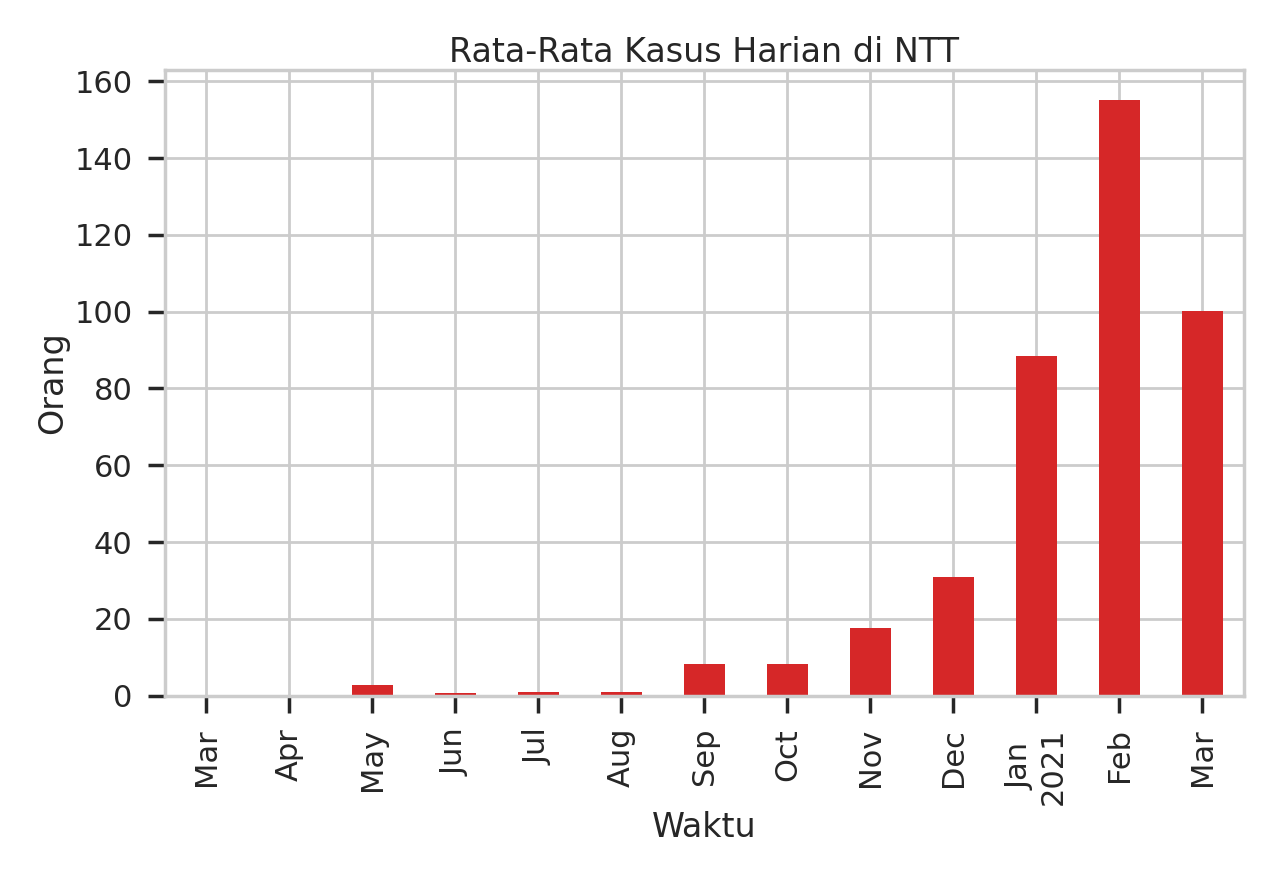 Rata-Rata Kasus Harian di NTT
160
140
120
100
80
60
40
20
0
Orang
Mar
Apr
May
Jun
Jul
Aug
Sep
Oct
Nov
Dec
Jan
2021
Feb
Mar
Waktu